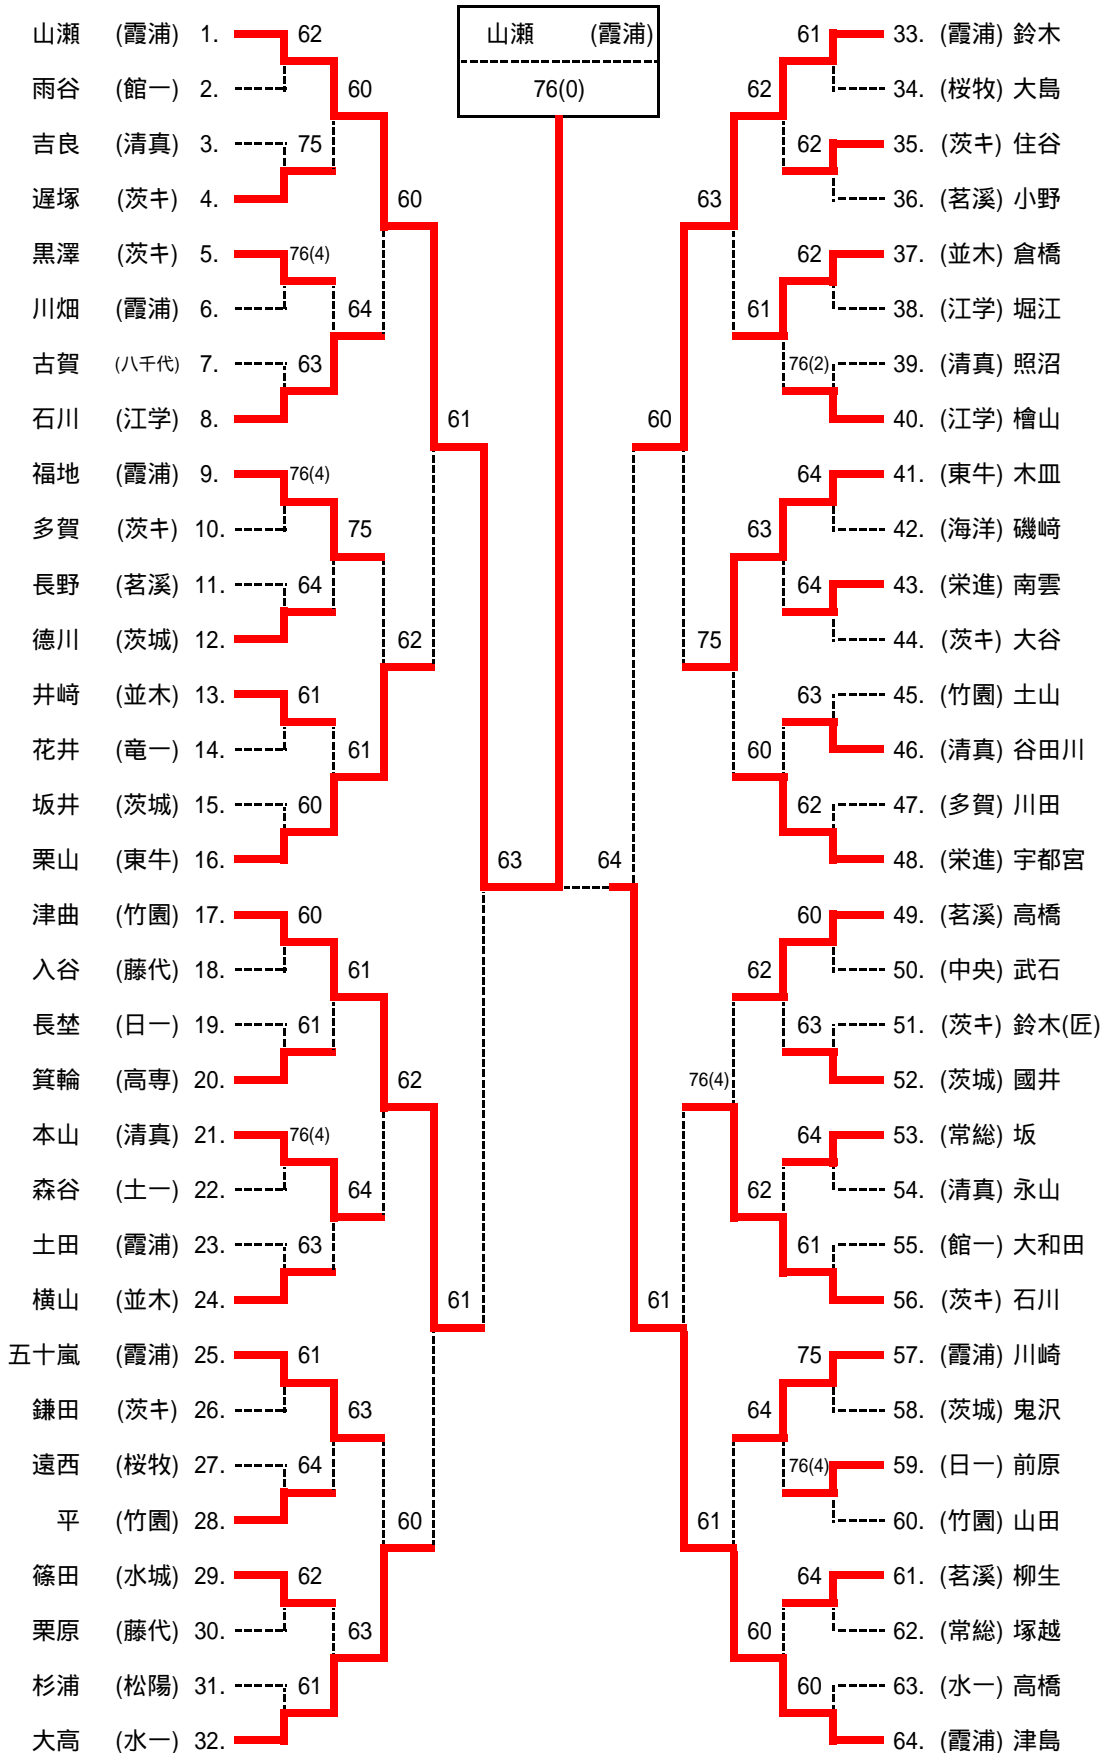 山瀬 (霞浦)
76(0)
山瀬 (霞浦) 1.
62
雨谷 (館一) 2.
60
吉良 (清真) 3.
75
遅塚 (茨キ) 4.
60
黒澤 (茨キ) 5.
76(4)
川畑 (霞浦) 6.
64
古賀 (八千代) 7.
63
石川 (江学) 8.
61
福地 (霞浦) 9.
76(4)
多賀 (茨キ) 10.
75
長野 (茗溪) 11.
64
德川 (茨城) 12.
62
井﨑 (並木) 13.
61
花井 (竜一) 14.
61
坂井 (茨城) 15.
60
栗山 (東牛) 16.
63
津曲 (竹園) 17.
60
入谷 (藤代) 18.
61
長埜 (日一) 19.
61
箕輪 (高専) 20.
62
本山 (清真) 21.
76(4)
森谷 (土一) 22.
64
土田 (霞浦) 23.
63
横山 (並木) 24.
61
五十嵐 (霞浦) 25.
61
鎌田 (茨キ) 26.
63
遠西 (桜牧) 27.
64
平 (竹園) 28.
60
篠田 (水城) 29.
62
栗原 (藤代) 30.
63
杉浦 (松陽) 31.
61
大高 (水一) 32.
61
33. (霞浦) 鈴木
62
34. (桜牧) 大島
62
35. (茨キ) 住谷
63
36. (茗溪) 小野
62
37. (並木) 倉橋
61
38. (江学) 堀江
76(2)
39. (清真) 照沼
60
40. (江学) 檜山
64
41. (東牛) 木皿
63
42. (海洋) 磯﨑
64
43. (栄進) 南雲
75
44. (茨キ) 大谷
63
45. (竹園) 土山
60
46. (清真) 谷田川
62
47. (多賀) 川田
64
48. (栄進) 宇都宮
60
49. (茗溪) 高橋
62
50. (中央) 武石
63
51. (茨キ) 鈴木(匠)
76(4)
52. (茨城) 國井
64
53. (常総) 坂
62
54. (清真) 永山
61
55. (館一) 大和田
61
56. (茨キ) 石川
75
57. (霞浦) 川崎
64
58. (茨城) 鬼沢
76(4)
59. (日一) 前原
61
60. (竹園) 山田
64
61. (茗溪) 柳生
60
62. (常総) 塚越
60
63. (水一) 高橋
64. (霞浦) 津島